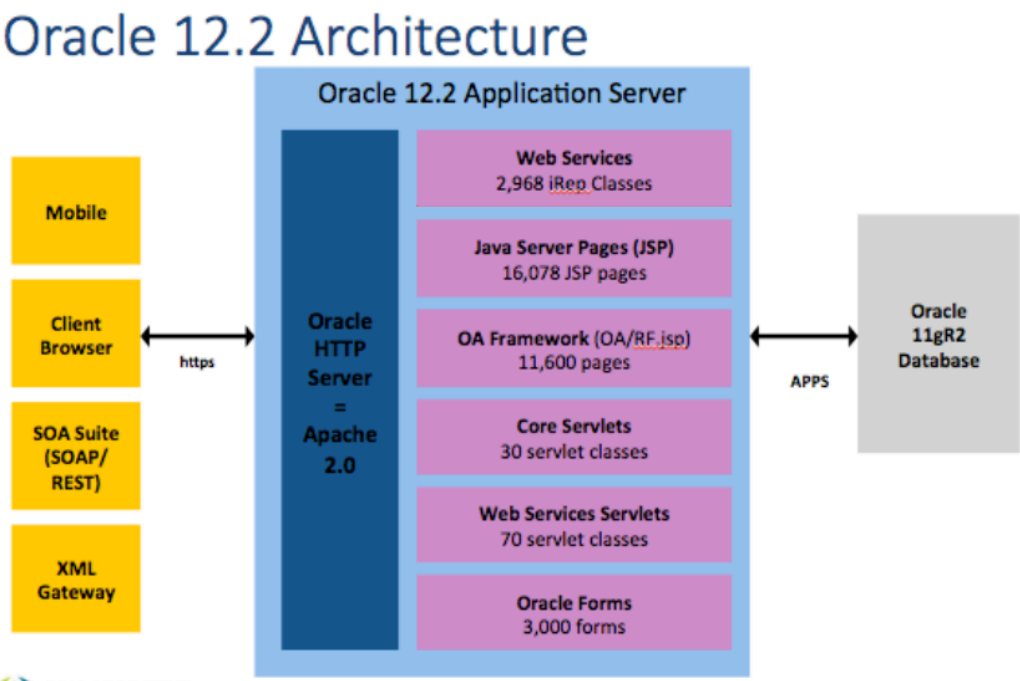 Oracle 12.2 Architecture
Oracle 12.2 Application Server
Mobile
Client
Browser
SOA Suite
(SOAP/
REST)
XML
Gateway
https
Oracle
HTTP
Server
=
Apache
2.0
Web Services
2,968 iRep Classes
Java Server Pages (JSP)
16,078 JSP pages
OA Framework (OA/RF.jsp)
11,600 pages
Core Servlets
30 servlet classes
Web Services Servlets
70 servlet classes
Oracle Forms
3,000 forms
APPS
Oracle
11gR2
Database